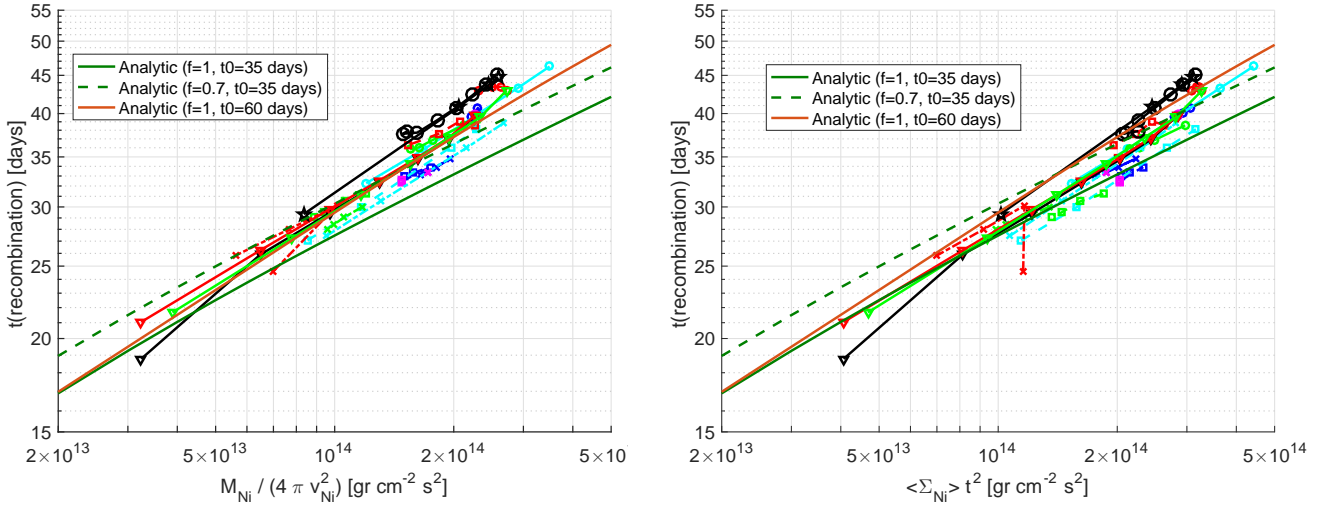 55
50
45
40
35
30
25
20
15
t(recombination) [days]
Analytic (f=1, t0=35 days)
Analytic (f=0.7, t0=35 days)
Analytic (f=1, t0=60 days)
2×10^13
5×10^13
10^14
2×10^14
5×10^14
M_Ni / (4 π v_Ni^2) [gr cm^-2 s^2]
55
50
45
40
35
30
25
20
15
t(recombination) [days]
Analytic (f=1, t0=35 days)
Analytic (f=0.7, t0=35 days)
Analytic (f=1, t0=60 days)
2×10^13
5×10^13
10^14
2×10^14
5×10^14
<Σ_Ni> t^2 [gr cm^-2 s^2]